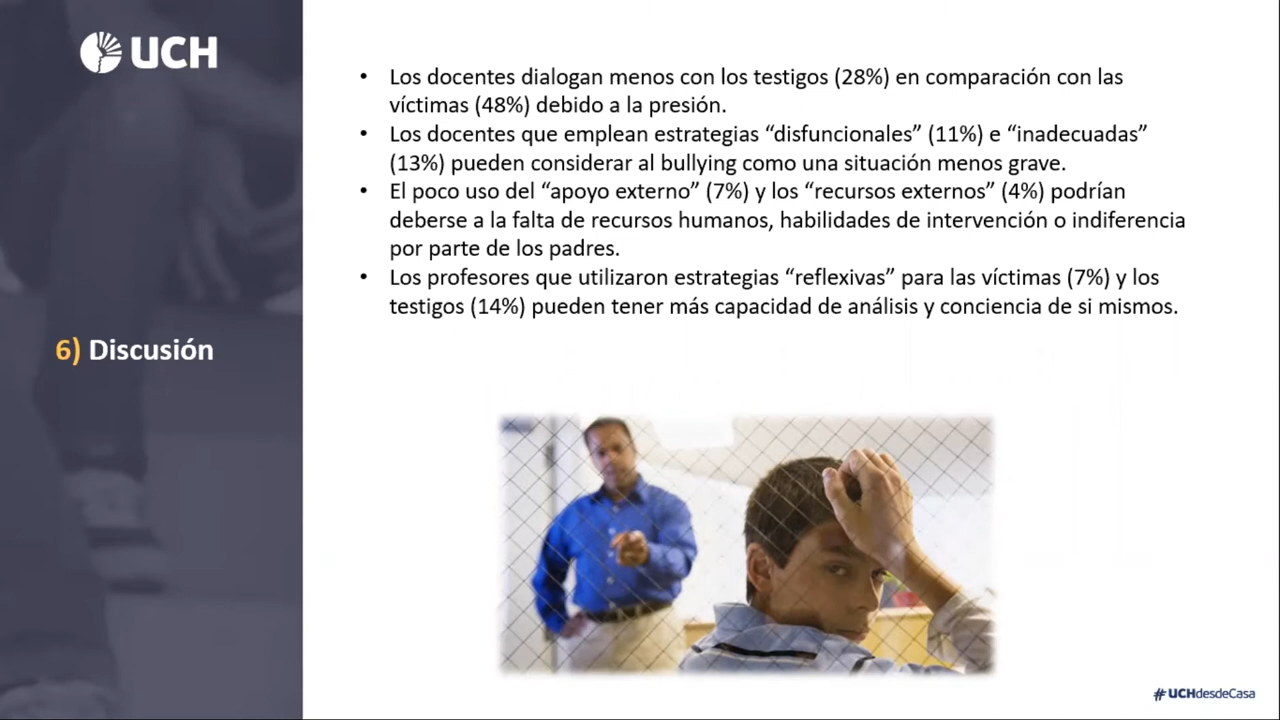 UCH
• Los docentes dialogan menos con los testigos (28%) en comparación con las
víctimas (48%) debido a la presión.
• Los docentes que emplean estrategias “disfuncionales” (11%) e “inadecuadas”
(13%) pueden considerar al bullying como una situación menos grave.
• El poco uso del “apoyo externo” (7%) y los “recursos externos” (4%) podrían
deberse a la falta de recursos humanos, habilidades de intervención o indiferencia
por parte de los padres.
• Los profesores que utilizaron estrategias “reflexivas” para las víctimas (7%) y los
testigos (14%) pueden tener más capacidad de análisis y conciencia de si mismos.
6) Discusión
#UCHdesdeCasa